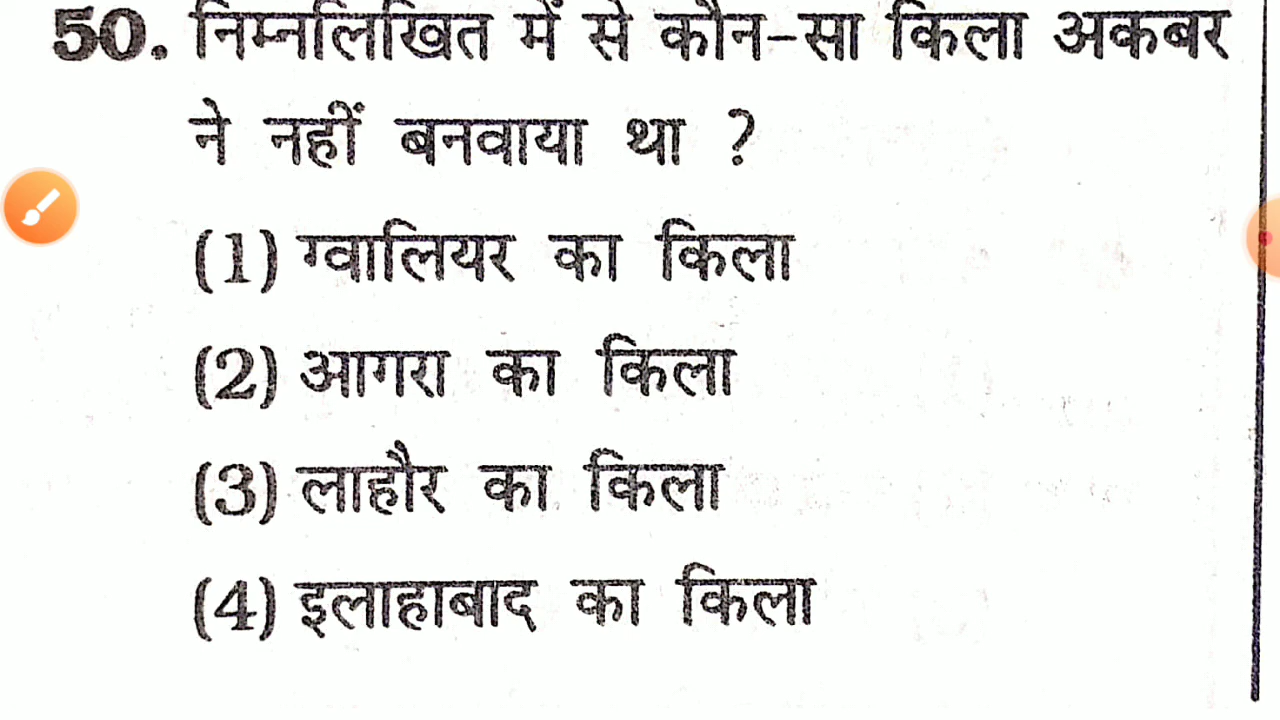 50. निम्नलिखित में से कौन-सा किला अकबर
ने नहीं बनवाया था ?
(1) ग्वालियर का किला
(2) आगरा का किला
(3) लाहौर का किला
(4) इलाहाबाद का किला